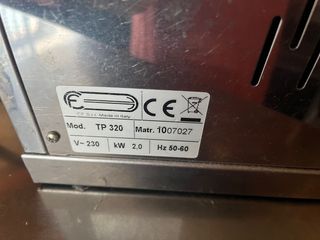 Made in Italy
CE
Mod. TP 320 Matr. 1007027
V~ 230 kW 2.0 Hz 50-60